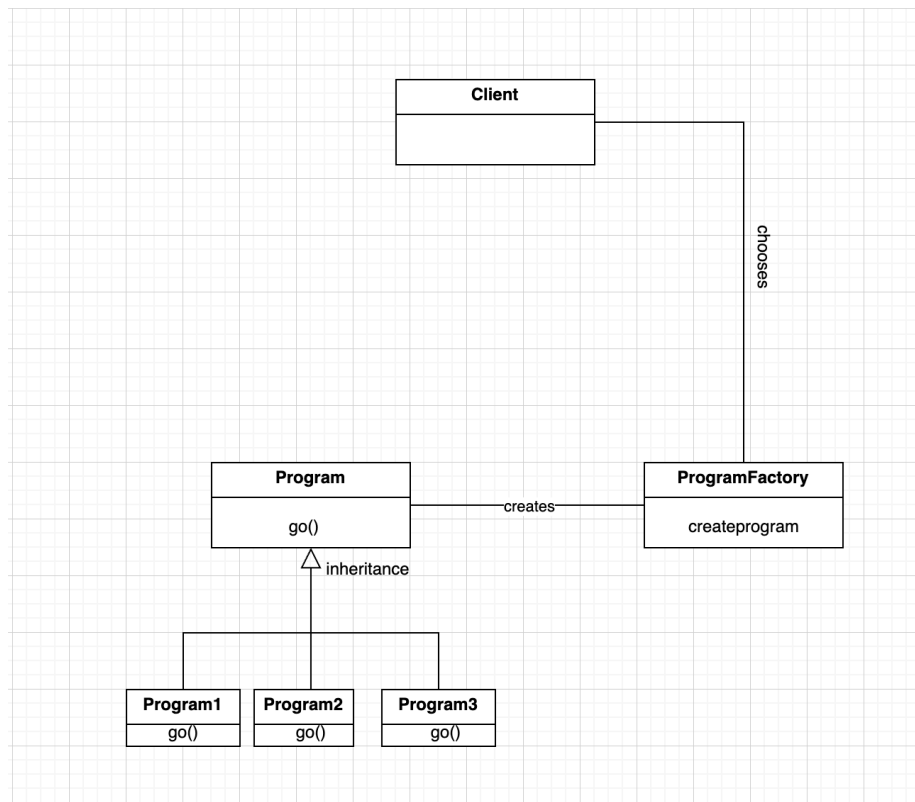 Client
chooses
Program
ProgramFactory
go()
creates
createprogram
inheritance
Program1
Program2
Program3
go()
go()
go()